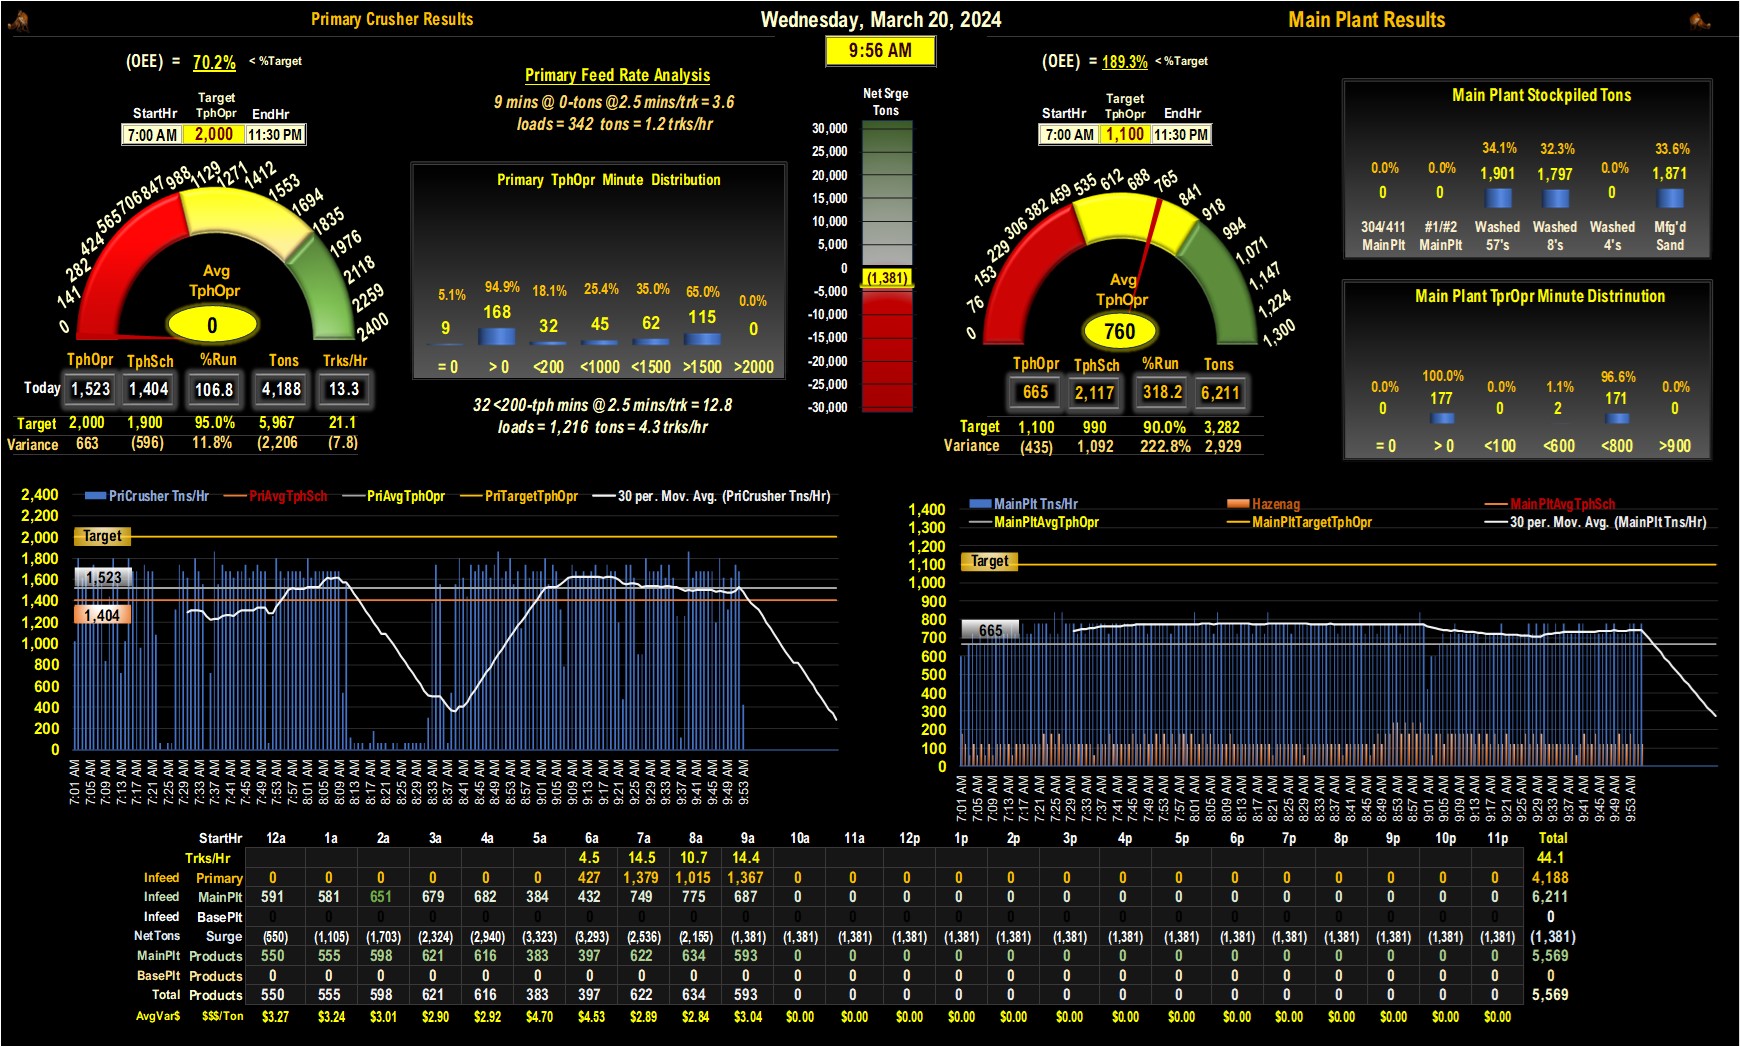 Primary Crusher Results
Wednesday, March 20, 2024
Main Plant Results
9:56 AM
(OEE) = 70.2% < %Target
Target
StartHr TphOpr EndHr
7:00 AM 2,000 11:30 PM
0 141 282 424 565 706 847 988 1129 1271 1412 1553 1694 1835 1976 2118 2259 2400
Avg
TphOpr
0
TphOpr TphSch %Run Tons Trks/Hr
Today 1,523 1,404 106.8 4,188 13.3
Target 2,000 1,900 95.0% 5,967 21.1
Variance 663 (596) 11.8% (2,206) (7.8)
Primary Feed Rate Analysis
9 mins @ 0-tons @2.5 mins/trk = 3.6
loads = 342 tons = 1.2 trks/hr
Primary TphOpr Minute Distribution
5.1% 94.9% 18.1% 25.4% 35.0% 65.0% 0.0%
9 168 32 45 62 115 0
= 0 > 0 <200 <1000 <1500 >1500 >2000
32 <200-tph mins @ 2.5 mins/trk = 12.8
loads = 1,216 tons = 4.3 trks/hr
Net Srge
Tons
30,000
25,000
20,000
15,000
10,000
5,000
0
(1,381)
-5,000
-10,000
-15,000
-20,000
-25,000
-30,000
(OEE) = 189.3% < %Target
Target
StartHr TphOpr EndHr
7:00 AM 1,100 11:30 PM
0 76 153 229 306 382 459 535 612 688 765 841 918 994 1,071 1,147 1,224 1,300
Avg
TphOpr
760
TphOpr TphSch %Run Tons
665 2,117 318.2 6,211
Target 1,100 990 90.0% 3,282
Variance (435) 1,092 222.8% 2,929
Main Plant Stockpiled Tons
0.0% 0.0% 34.1% 32.3% 0.0% 33.6%
0 0 1,901 1,797 0 1,871
304/411 #1/#2 Washed Washed Washed Mfg'd
MainPlt MainPlt 57's 8's 4's Sand
Main Plant TprOpr Minute Distrinution
0.0% 100.0% 0.0% 1.1% 96.6% 0.0%
0 177 0 2 171 0
= 0 > 0 <100 <600 <800 >900
PriCrusher Tns/Hr PriAvgTphSch PriAvgTphOpr PriTargetTphOpr 30 per. Mov. Avg. (PriCrusher Tns/Hr)
2,400
2,200
2,000
1,800
1,600
1,400
1,200
1,000
800
600
400
200
0
Target
1,523
1,404
7:01 AM 7:05 AM 7:09 AM 7:13 AM 7:17 AM 7:21 AM 7:25 AM 7:29 AM 7:33 AM 7:37 AM 7:41 AM 7:45 AM 7:49 AM 7:53 AM 7:57 AM 8:01 AM 8:05 AM 8:09 AM 8:13 AM 8:17 AM 8:21 AM 8:25 AM 8:29 AM 8:33 AM 8:37 AM 8:41 AM 8:45 AM 8:49 AM 8:53 AM 8:57 AM 9:01 AM 9:05 AM 9:09 AM 9:13 AM 9:17 AM 9:21 AM 9:25 AM 9:29 AM 9:33 AM 9:37 AM 9:41 AM 9:45 AM 9:49 AM 9:53 AM
MainPlt Tns/Hr Hazenag MainPltAvgTphSch
MainPltAvgTphOpr MainPltTargetTphOpr 30 per. Mov. Avg. (MainPlt Tns/Hr)
1,400
1,300
1,200
1,100
1,000
900
800
700
600
500
400
300
200
100
0
Target
665
7:01 AM 7:05 AM 7:09 AM 7:13 AM 7:17 AM 7:21 AM 7:25 AM 7:29 AM 7:33 AM 7:37 AM 7:41 AM 7:45 AM 7:49 AM 7:53 AM 7:57 AM 8:01 AM 8:05 AM 8:09 AM 8:13 AM 8:17 AM 8:21 AM 8:25 AM 8:29 AM 8:33 AM 8:37 AM 8:41 AM 8:45 AM 8:49 AM 8:53 AM 8:57 AM 9:01 AM 9:05 AM 9:09 AM 9:13 AM 9:17 AM 9:21 AM 9:25 AM 9:29 AM 9:33 AM 9:37 AM 9:41 AM 9:45 AM 9:49 AM 9:53 AM
StartHr 12a 1a 2a 3a 4a 5a 6a 7a 8a 9a 10a 11a 12p 1p 2p 3p 4p 5p 6p 7p 8p 9p 10p 11p Total
Trks/Hr 4.5 14.5 10.7 14.4 44.1
Infeed Primary 0 0 0 0 0 0 427 1,379 1,015 1,367 0 0 0 0 0 0 0 0 0 0 0 0 0 0 4,188
Infeed MainPlt 591 581 651 679 682 384 432 749 775 687 0 0 0 0 0 0 0 0 0 0 0 0 0 0 6,211
Infeed BasePlt 0 0 0 0 0 0 0 0 0 0 0 0 0 0 0 0 0 0 0 0 0 0 0 0 0
NetTons Surge (550) (1,105) (1,703) (2,324) (2,940) (3,323) (3,293) (2,536) (2,155) (1,381) (1,381) (1,381) (1,381) (1,381) (1,381) (1,381) (1,381) (1,381) (1,381) (1,381) (1,381) (1,381) (1,381) (1,381) (1,381)
MainPlt Products 550 555 598 621 616 383 397 622 634 593 0 0 0 0 0 0 0 0 0 0 0 0 0 0 5,569
BasePlt Products 0 0 0 0 0 0 0 0 0 0 0 0 0 0 0 0 0 0 0 0 0 0 0 0 0
Total Products 550 555 598 621 616 383 397 622 634 593 0 0 0 0 0 0 0 0 0 0 0 0 0 0 5,569
AvgVar$ $$$/Ton $3.27 $3.24 $3.01 $2.90 $2.92 $4.70 $4.53 $2.89 $2.84 $3.04 $0.00 $0.00 $0.00 $0.00 $0.00 $0.00 $0.00 $0.00 $0.00 $0.00 $0.00 $0.00 $0.00 $0.00